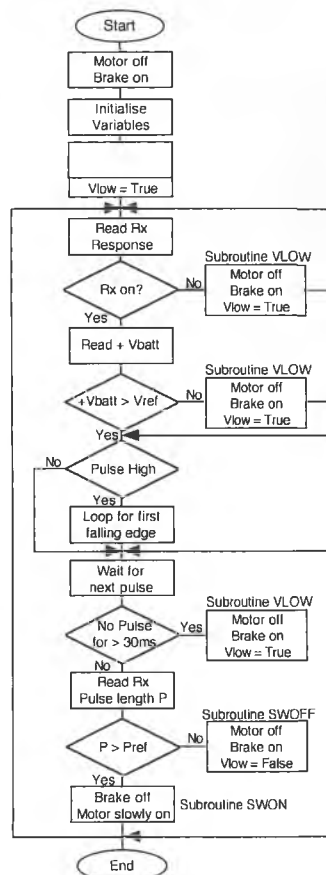 Start
Motor off
Brake on
Initialise
Variables
Vlow = True
Read Rx
Response
Subroutine VLOW
Rx on?
No
Motor off
Brake on
Vlow = True
Yes
Read + Vbatt
Subroutine VLOW
+Vbatt > Vref
No
Motor off
Brake on
Vlow = True
Yes
No
Pulse High
Yes
Loop for first
falling edge
Wait for
next pulse
Subroutine VLOW
No Pulse
for > 30ms
Yes
Motor off
Brake on
Vlow = True
No
Read Rx
Pulse length P
Subroutine SWOFF
P > Pref
No
Motor off
Brake on
Vlow = False
Yes
Brake off
Motor slowly on
Subroutine SWON
End